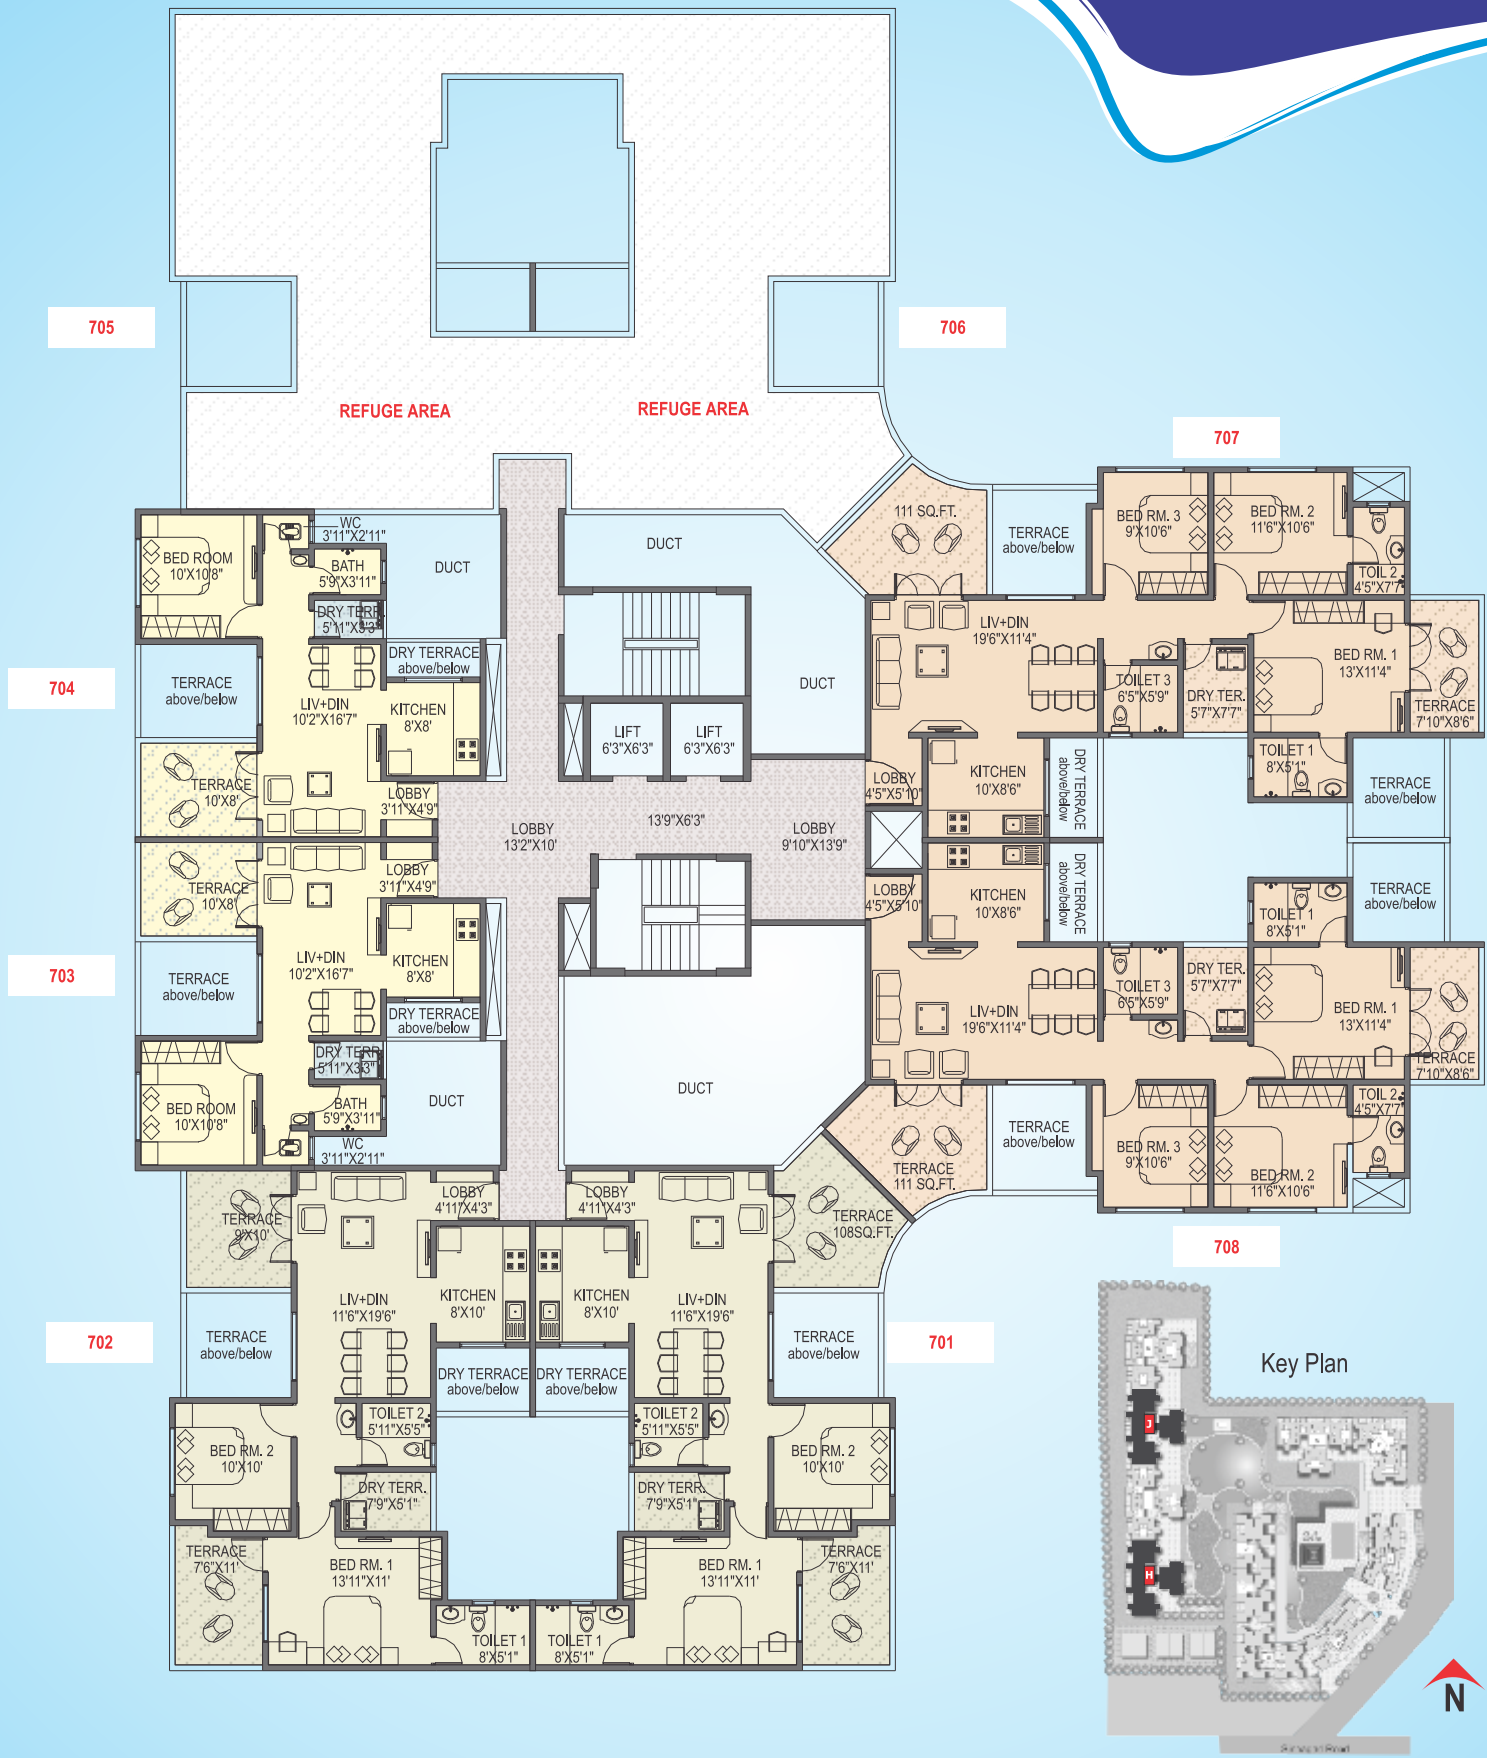 705
706
REFUGE AREA
REFUGE AREA
707
WC
3'11"X2'11"
BED ROOM
10'X10'8"
BATH
5'9"X3'11"
DRY TERR.
5'11"X3'3"
DUCT
DRY TERRACE
above/below
704
TERRACE
above/below
LIV+DIN
10'2"X16'7"
KITCHEN
8'X8'
TERRACE
10'X8'
LOBBY
3'11"X4'9"
DUCT
DUCT
LIFT
6'3"X6'3"
LIFT
6'3"X6'3"
LOBBY
13'2"X10'
13'9"X6'3"
LOBBY
9'10"X13'9"
111 SQ.FT.
TERRACE
above/below
BED RM. 3
9'X10'6"
BED RM. 2
11'6"X10'6"
TOIL 2
4'5"X7'7"
LIV+DIN
19'6"X11'4"
TOILET 3
6'5"X5'9"
DRY TER.
5'7"X7'7"
BED RM. 1
13'X11'4"
TERRACE
7'10"X8'6"
LOBBY
4'5"X5'10"
KITCHEN
10'X8'6"
DRY TERRACE
above/below
TOILET 1
8'X5'1"
TERRACE
above/below
LOBBY
3'11"X4'9"
TERRACE
10'X8'
703
LIV+DIN
10'2"X16'7"
KITCHEN
8'X8'
TERRACE
above/below
DRY TERRACE
above/below
DRY TERR.
5'11"X3'3"
BED ROOM
10'X10'8"
BATH
5'9"X3'11"
DUCT
WC
3'11"X2'11"
DUCT
LOBBY
4'5"X5'10"
KITCHEN
10'X8'6"
DRY TERRACE
above/below
TOILET 1
8'X5'1"
TERRACE
above/below
LIV+DIN
19'6"X11'4"
TOILET 3
6'5"X5'9"
DRY TER.
5'7"X7'7"
BED RM. 1
13'X11'4"
TERRACE
7'10"X8'6"
TERRACE
111 SQ.FT.
TERRACE
above/below
BED RM. 3
9'X10'6"
BED RM. 2
11'6"X10'6"
TOIL 2
4'5"X7'7"
708
TERRACE
9'X10'
LOBBY
4'11"X4'3"
LOBBY
4'11"X4'3"
TERRACE
108SQ.FT.
LIV+DIN
11'6"X19'6"
KITCHEN
8'X10'
KITCHEN
8'X10'
LIV+DIN
11'6"X19'6"
702
TERRACE
above/below
DRY TERRACE
above/below
DRY TERRACE
above/below
TERRACE
above/below
701
BED RM. 2
10'X10'
TOILET 2
5'11"X5'5"
TOILET 2
5'11"X5'5"
BED RM. 2
10'X10'
DRY TERR.
7'9"X5'1"
DRY TERR.
7'9"X5'1"
TERRACE
7'6"X11'
BED RM. 1
13'11"X11'
BED RM. 1
13'11"X11'
TERRACE
7'6"X11'
TOILET 1
8'X5'1"
TOILET 1
8'X5'1"
Key Plan
J
H
N